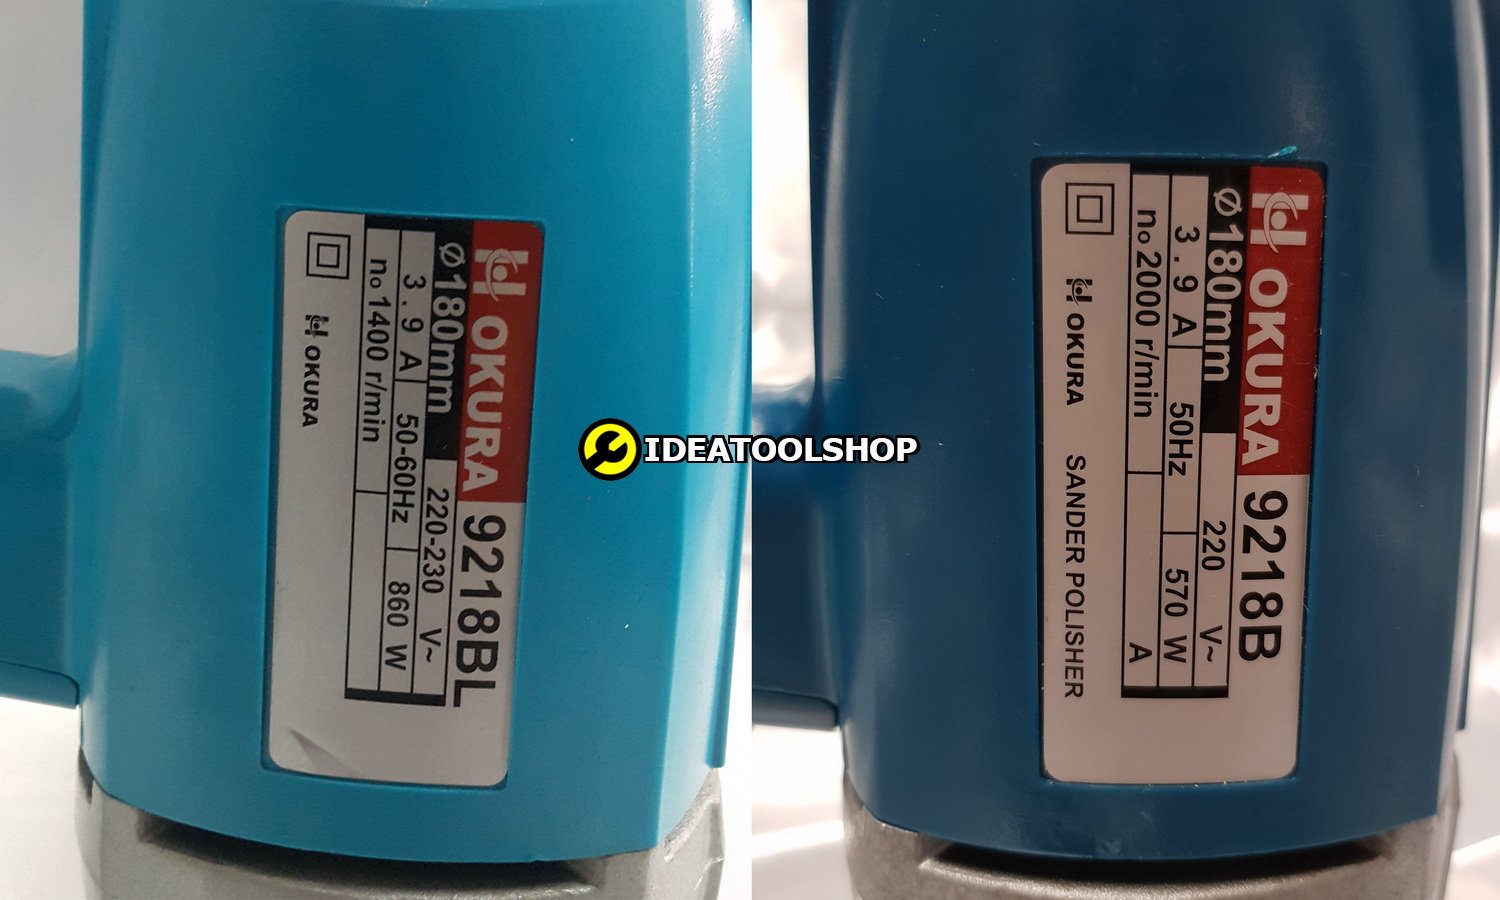 H OKURA 9218BL
Ø180mm 220-230 V~
3.9 A 50-60Hz 860 W
no 1400 r/min
H OKURA
IDEATOOLSHOP
H OKURA 9218B
Ø180mm 220 V~
3.9 A 50Hz 570 W
no 2000 r/min A
H OKURA SANDER POLISHER